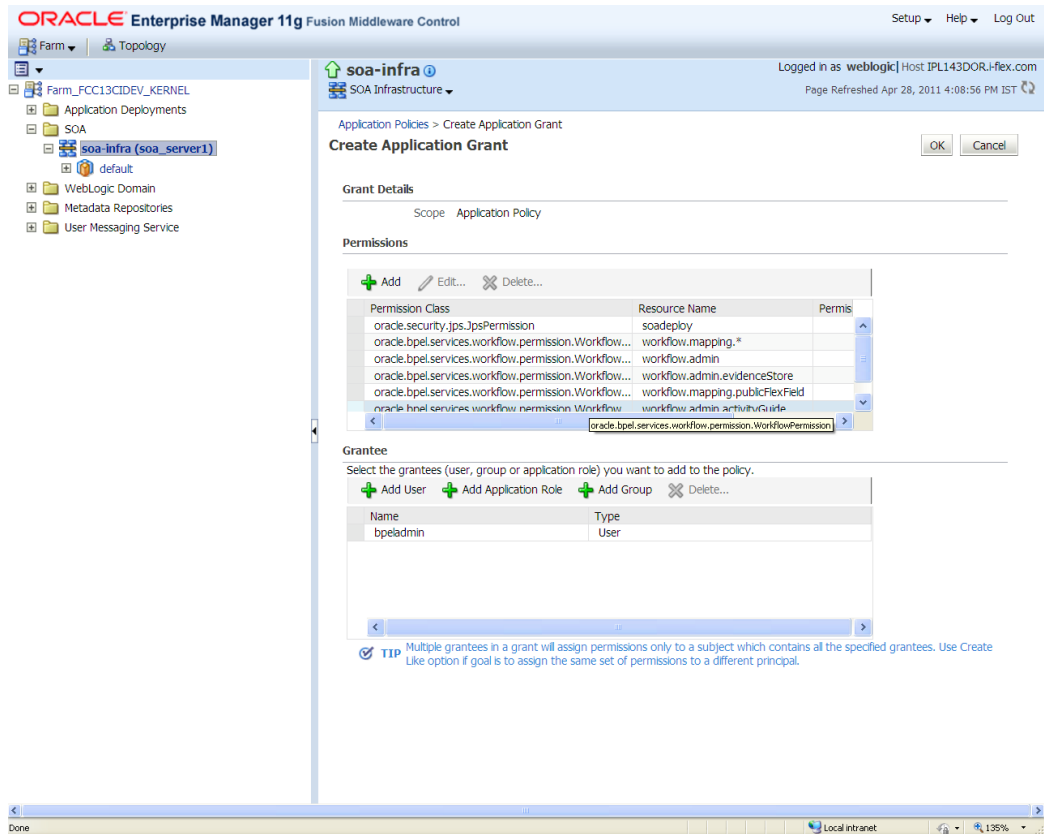 ORACLE Enterprise Manager 11g Fusion Middleware Control
Setup Help Log Out
Farm Topology
Farm_FCC13CIDEV_KERNEL
Application Deployments
SOA
soa-infra (soa_server1)
default
WebLogic Domain
Metadata Repositories
User Messaging Service
soa-infra
Logged in as weblogic| Host IPL143DOR.i-flex.com
SOA Infrastructure
Page Refreshed Apr 28, 2011 4:08:56 PM IST
Application Policies > Create Application Grant
Create Application Grant
OK Cancel
Grant Details
Scope Application Policy
Permissions
Add Edit... Delete...
Permission Class Resource Name Permis
oracle.security.jps.JpsPermission soadeploy
oracle.bpel.services.workflow.permission.Workflow... workflow.mapping.*
oracle.bpel.services.workflow.permission.Workflow... workflow.admin
oracle.bpel.services.workflow.permission.Workflow... workflow.admin.evidenceStore
oracle.bpel.services.workflow.permission.Workflow... workflow.mapping.publicFlexField
oracle.bpel.services.workflow.permission.Workflow workflow.admin.activityGuide
oracle.bpel.services.workflow.permission.WorkflowPermission
Grantee
Select the grantees (user, group or application role) you want to add to the policy.
Add User Add Application Role Add Group Delete...
Name Type
bpeladmin User
TIP Multiple grantees in a grant will assign permissions only to a subject which contains all the specified grantees. Use Create
Like option if goal is to assign the same set of permissions to a different principal.
Done Local intranet 135%